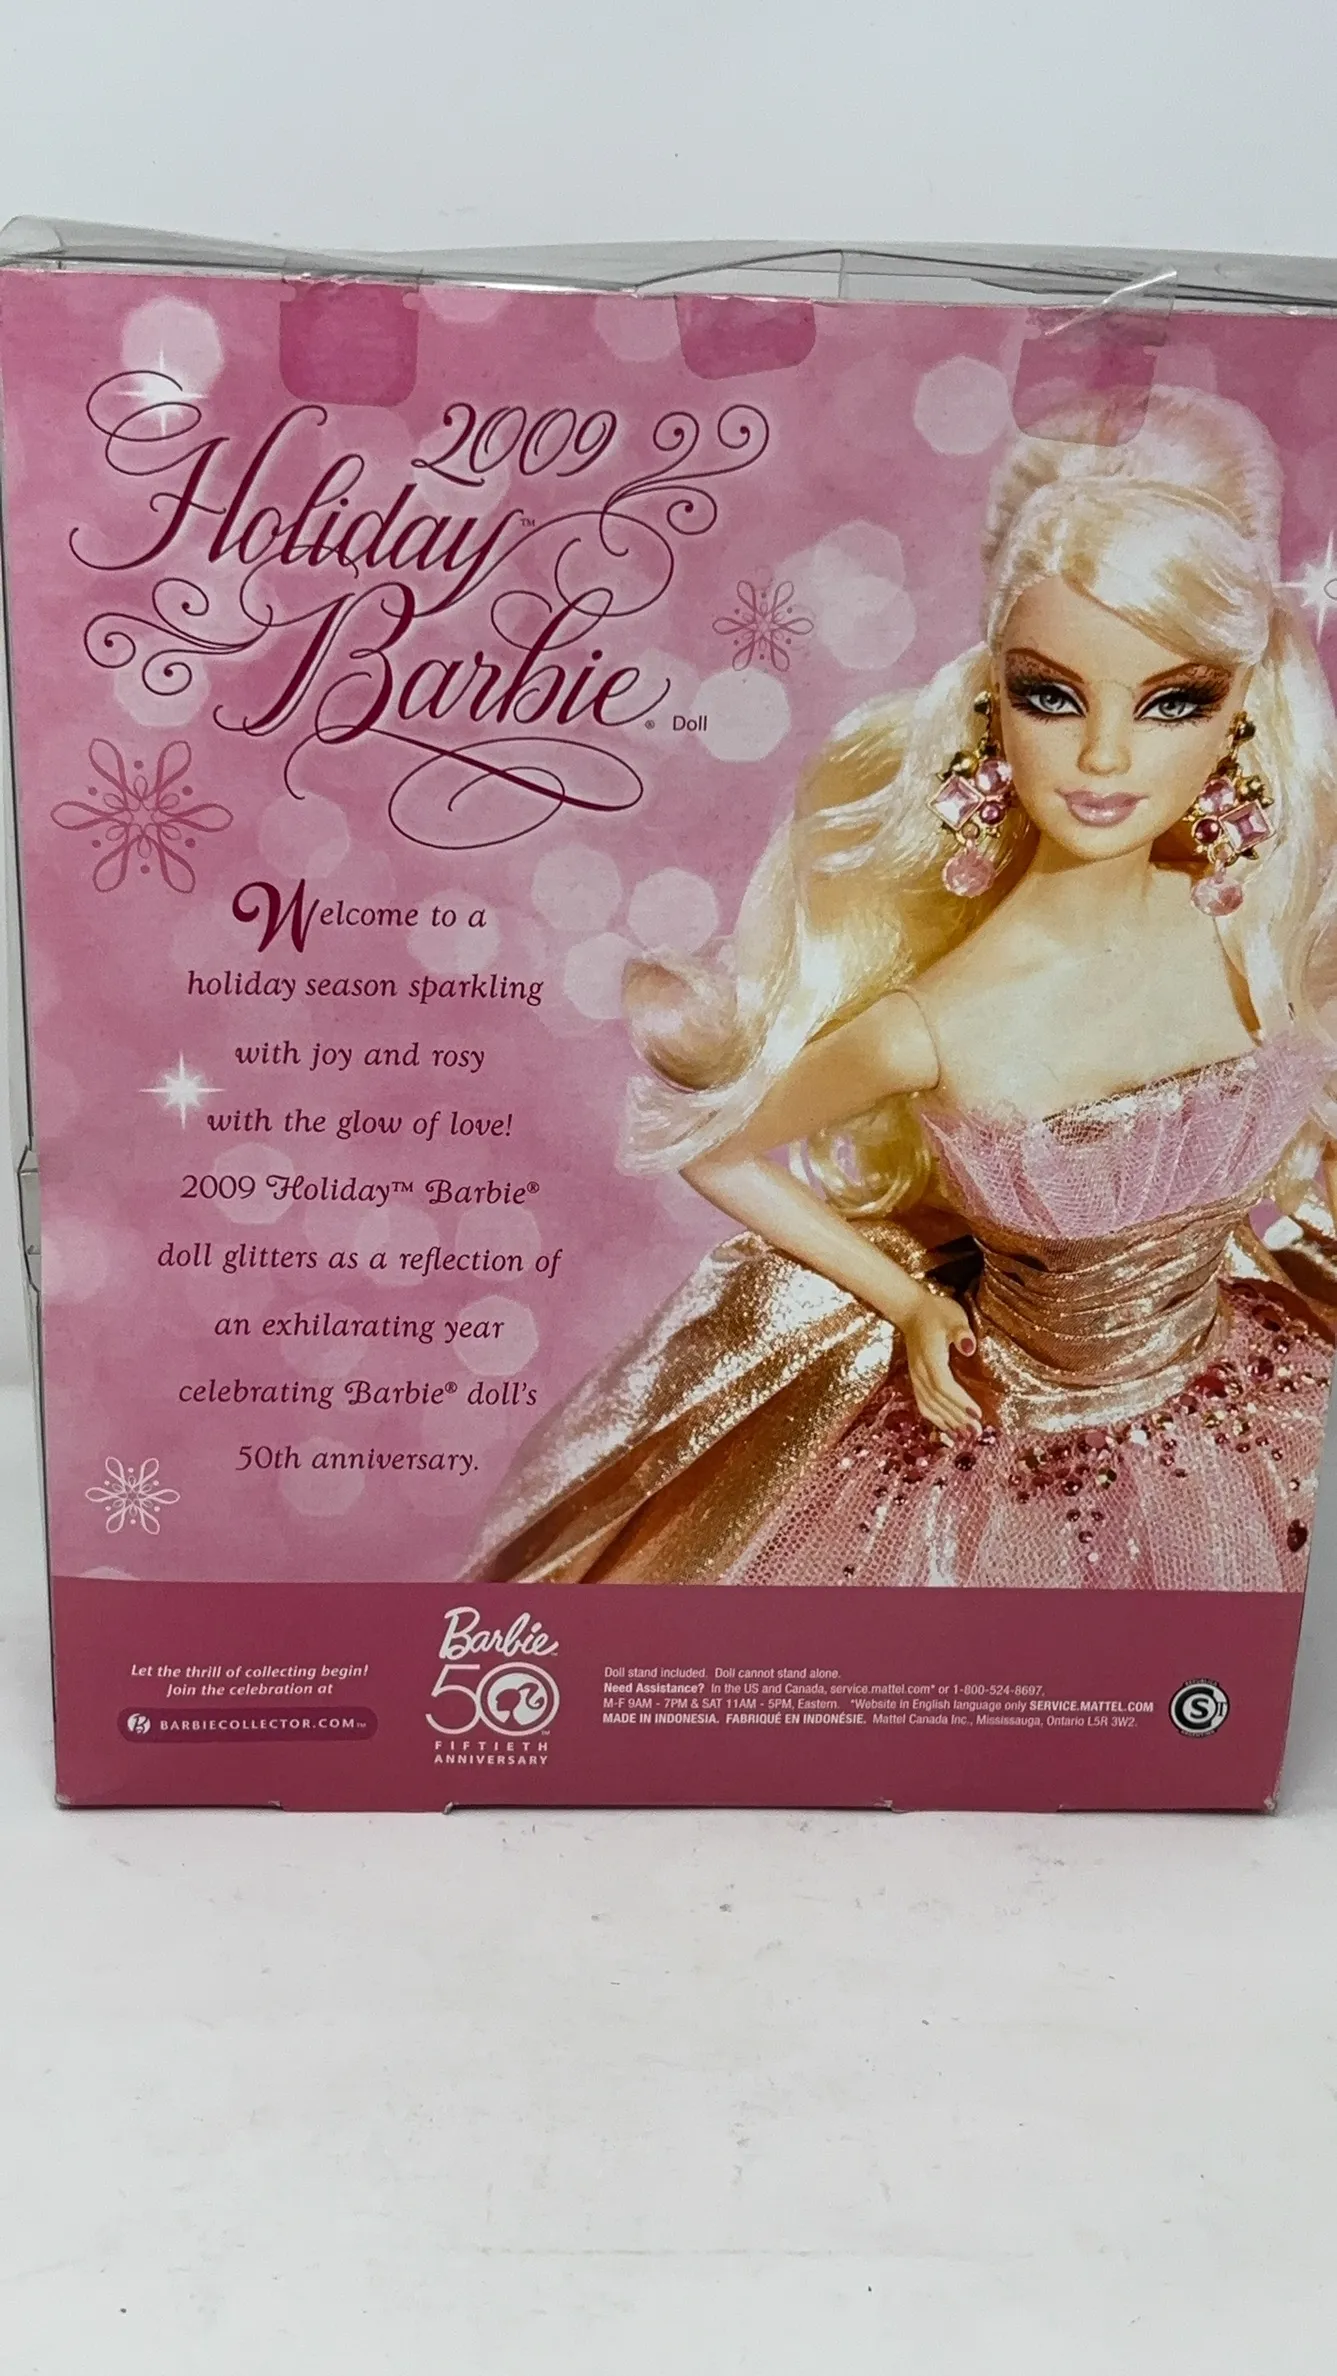 2009
Holiday™
Barbie® Doll
Welcome to a
holiday season sparkling
with joy and rosy
with the glow of love!
2009 Holiday™ Barbie®
doll glitters as a reflection of
an exhilarating year
celebrating Barbie® doll's
50th anniversary.
Let the thrill of collecting begin!
Join the celebration at
B BARBIECOLLECTOR.COM™
Barbie™
50™
FIFTIETH
ANNIVERSARY
Doll stand included. Doll cannot stand alone.
Need Assistance? In the US and Canada, service.mattel.com* or 1-800-524-8697,
M-F 9AM - 7PM & SAT 11AM - 5PM, Eastern. *Website in English language only SERVICE.MATTEL.COM
MADE IN INDONESIA. FABRIQUÉ EN INDONÉSIE. Mattel Canada Inc., Mississauga, Ontario L5R 3W2.
S